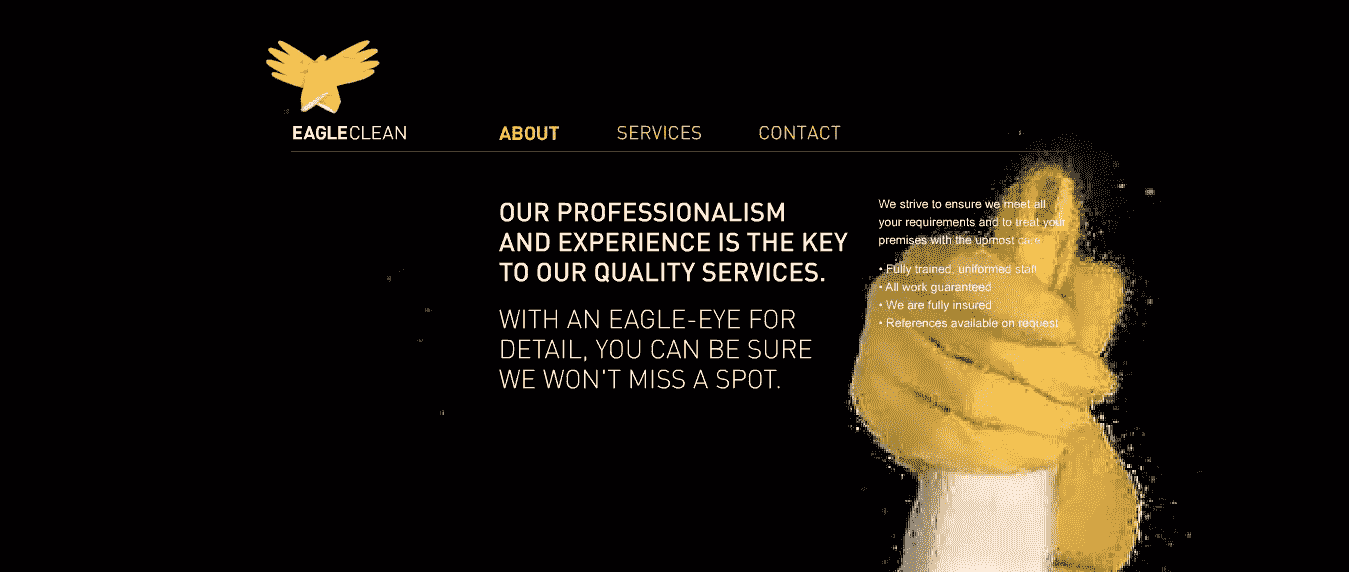 EAGLECLEAN
ABOUT
SERVICES
CONTACT
OUR PROFESSIONALISM
AND EXPERIENCE IS THE KEY
TO OUR QUALITY SERVICES.
WITH AN EAGLE-EYE FOR
DETAIL, YOU CAN BE SURE
WE WON'T MISS A SPOT.
We strive to ensure we meet all
your requirements and to treat your
premises with the upmost care.
• Fully trained, uniformed staff
• All work guaranteed
• We are fully insured
• References available on request